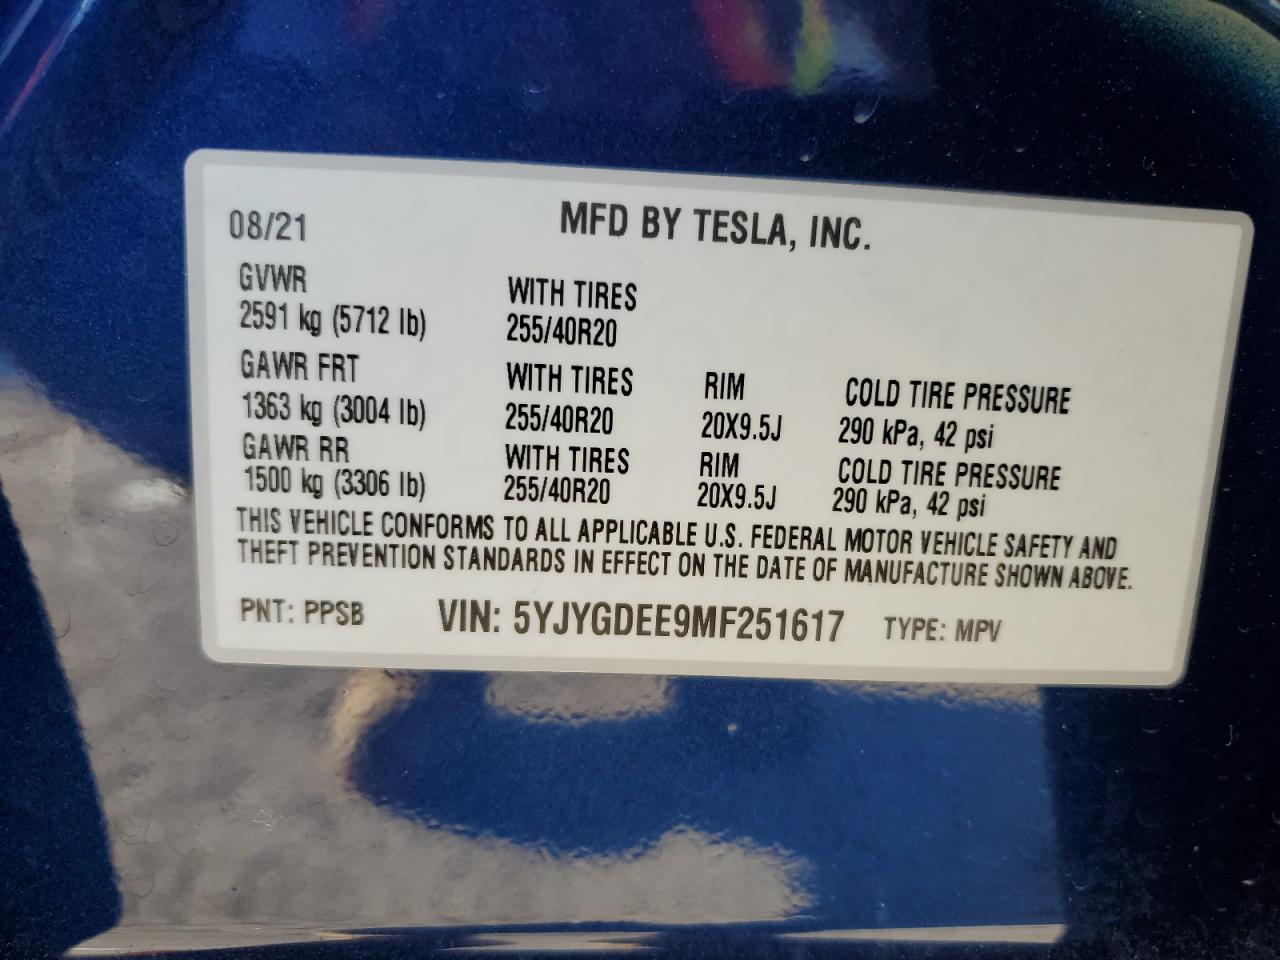 08/21 MFD BY TESLA, INC.
GVWR WITH TIRES
2591 kg (5712 lb) 255/40R20
GAWR FRT WITH TIRES RIM COLD TIRE PRESSURE
1363 kg (3004 lb) 255/40R20 20X9.5J 290 kPa, 42 psi
GAWR RR WITH TIRES RIM COLD TIRE PRESSURE
1500 kg (3306 lb) 255/40R20 20X9.5J 290 kPa, 42 psi
THIS VEHICLE CONFORMS TO ALL APPLICABLE U.S. FEDERAL MOTOR VEHICLE SAFETY AND
THEFT PREVENTION STANDARDS IN EFFECT ON THE DATE OF MANUFACTURE SHOWN ABOVE.
PNT: PPSB VIN: 5YJYGDEE9MF251617 TYPE: MPV